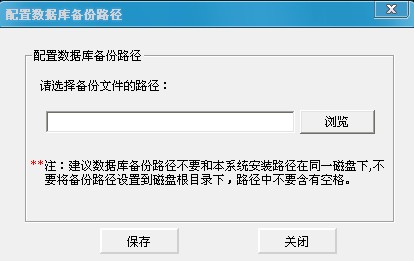 配置数据库备份路径
配置数据库备份路径
请选择备份文件的路径：
浏览
**注：建议数据库备份路径不要和本系统安装路径在同一磁盘下,不
要将备份路径设置到磁盘根目录下，路径中不要含有空格。
保存
关闭